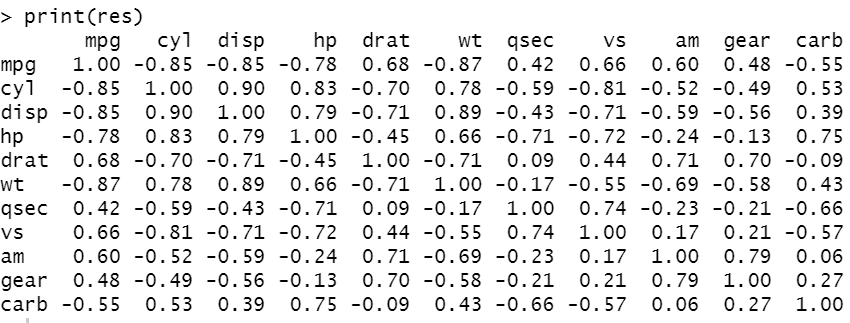 > print(res)
mpg cyl disp hp drat wt qsec vs am gear carb
mpg 1.00 -0.85 -0.85 -0.78 0.68 -0.87 0.42 0.66 0.60 0.48 -0.55
cyl -0.85 1.00 0.90 0.83 -0.70 0.78 -0.59 -0.81 -0.52 -0.49 0.53
disp -0.85 0.90 1.00 0.79 -0.71 0.89 -0.43 -0.71 -0.59 -0.56 0.39
hp -0.78 0.83 0.79 1.00 -0.45 0.66 -0.71 -0.72 -0.24 -0.13 0.75
drat 0.68 -0.70 -0.71 -0.45 1.00 -0.71 0.09 0.44 0.71 0.70 -0.09
wt -0.87 0.78 0.89 0.66 -0.71 1.00 -0.17 -0.55 -0.69 -0.58 0.43
qsec 0.42 -0.59 -0.43 -0.71 0.09 -0.17 1.00 0.74 -0.23 -0.21 -0.66
vs 0.66 -0.81 -0.71 -0.72 0.44 -0.55 0.74 1.00 0.17 0.21 -0.57
am 0.60 -0.52 -0.59 -0.24 0.71 -0.69 -0.23 0.17 1.00 0.79 0.06
gear 0.48 -0.49 -0.56 -0.13 0.70 -0.58 -0.21 0.21 0.79 1.00 0.27
carb -0.55 0.53 0.39 0.75 -0.09 0.43 -0.66 -0.57 0.06 0.27 1.00